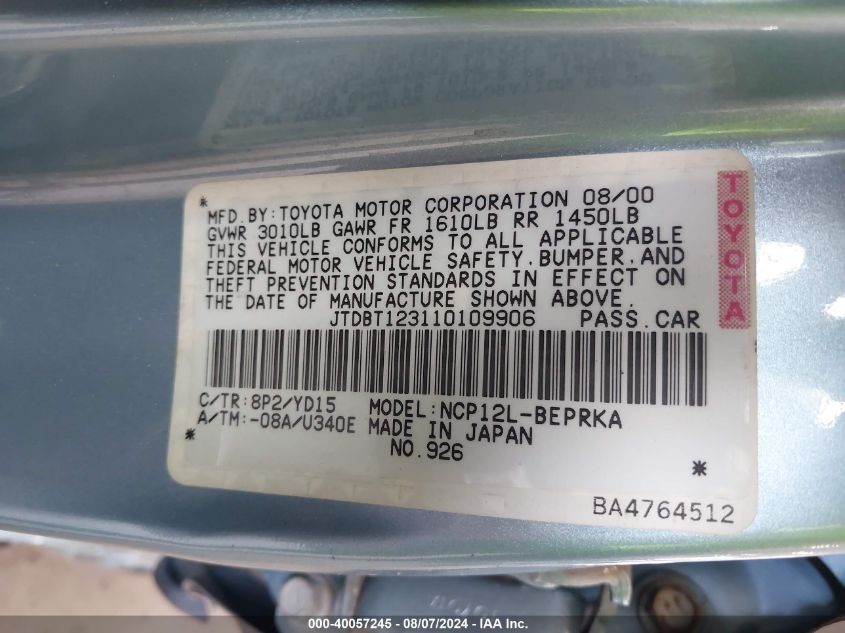 MFD. BY: TOYOTA MOTOR CORPORATION 08/00
GVWR 3010LB GAWR FR 1610LB RR 1450LB
THIS VEHICLE CONFORMS TO ALL APPLICABLE
FEDERAL MOTOR VEHICLE SAFETY, BUMPER, AND
THEFT PREVENTION STANDARDS IN EFFECT ON
THE DATE OF MANUFACTURE SHOWN ABOVE.
JTDBT123110109906 PASS. CAR
TOYOTA
C/TR: 8P2/YD15 MODEL: NCP12L-BEPRKA
A/TM: -08A/U340E MADE IN JAPAN
NO. 926
BA4764512
000-40057245 - 08/07/2024 - IAA Inc.